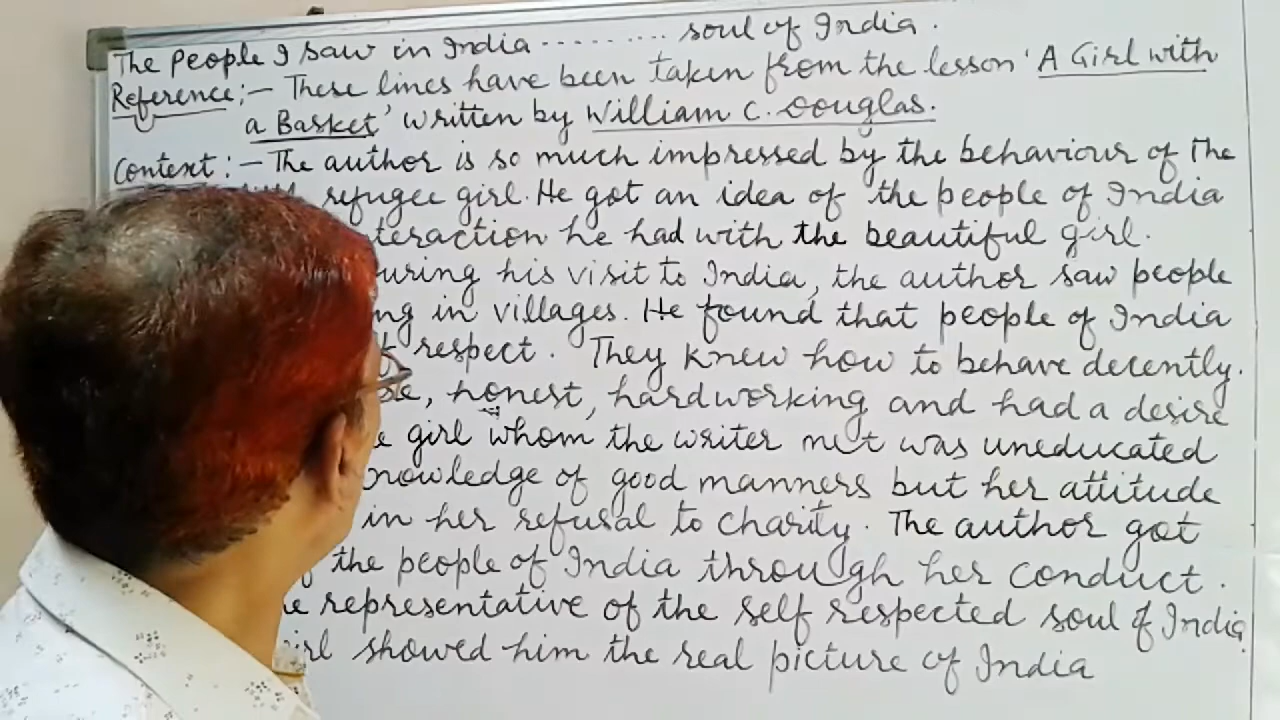 The people I saw in India .......... soul of India.
Reference:- These lines have been taken from the lesson 'A Girl with
a Basket' written by William C. Douglas.
Context:- The author is so much impressed by the behaviour of the
refugee girl. He got an idea of the people of India
he had with the beautiful girl.
his visit to India, the author saw people
in villages. He found that people of India
respect. They knew how to behave decently.
honest, hardworking and had a desire
girl whom the writer met was uneducated
of good manners but her attitude
in her refusal to charity. The author got
the people of India through her conduct.
representative of the self respected soul of India.
showed him the real picture of India